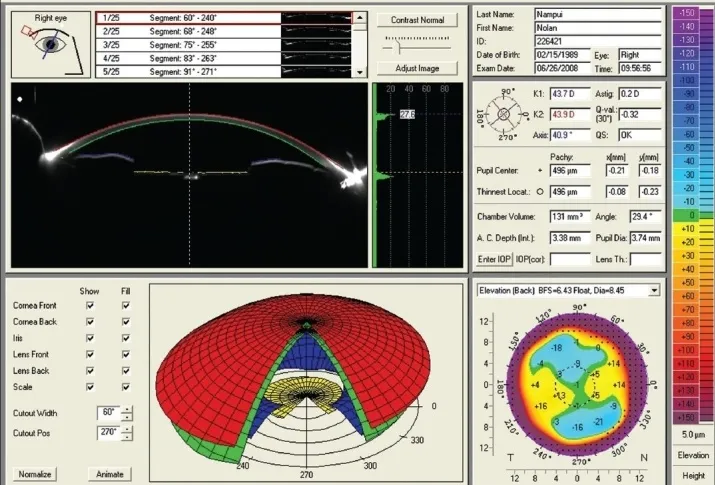 Right eye
1/25 Segment: 60° - 240°
2/25 Segment: 68° - 248°
3/25 Segment: 75° - 255°
4/25 Segment: 83° - 263°
5/25 Segment: 91° - 271°
Contrast Normal
Adjust Image
Last Name: Nampui
First Name: Nolan
ID: 226421
Date of Birth: 02/15/1989 Eye: Right
Exam Date: 06/26/2008 Time: 09:56:56
20 40 60 80
27.6
180° 0° 270°
K1: 43.7 D Astig: 0.2 D
K2: 43.9 D Q-val.: (30°) -0.32
Axis: 40.9 ° QS: OK
Pachy: x[mm] y[mm]
Pupil Center: + 496 µm -0.21 -0.18
Thinnest Locat.: O 496 µm -0.08 -0.23
Chamber Volume: 131 mm³ Angle: 29.4 °
A. C. Depth (Int.): 3.38 mm Pupil Dia: 3.74 mm
Enter IOP IOP(cor): Lens Th.:
-150
-140
-130
-120
-110
-100
-90
-80
-70
-60
-50
-40
-30
-20
-10
0
+10
+20
+30
+40
+50
+60
+70
+80
+90
+100
+110
+120
+130
+140
+150
5.0 µm
Elevation
Height
Show Fill
Cornea Front
Cornea Back
Iris
Lens Front
Lens Back
Scale
Cutout Width 60°
Cutout Pos 270°
Normalize
Animate
240 270 300 330 0
Elevation (Back) BFS=6.43 Float, Dia=8.45
90°
120° 60°
150° 30°
180° 0°
210° 330°
240° 300°
270°
12
8
4
0
4
8
12
-18 -1 0
-9
+4 +5 +14
+13 -1 +5
+16 -9
-3 -16 -21
T N
12 8 4 0 4 8 12